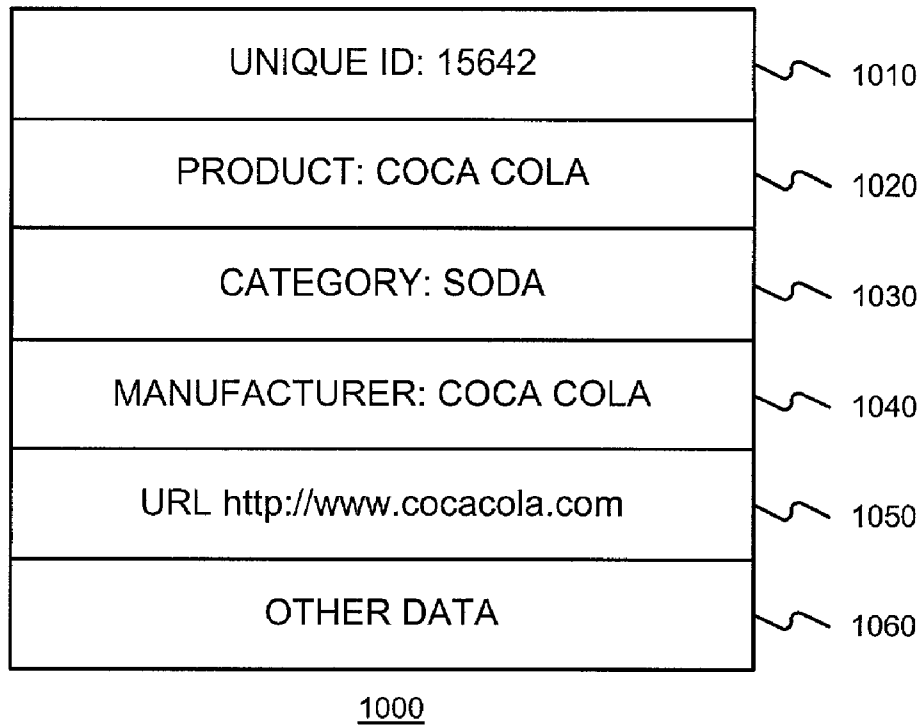 UNIQUE ID: 15642 1010
PRODUCT: COCA COLA 1020
CATEGORY: SODA 1030
MANUFACTURER: COCA COLA 1040
URL http://www.cocacola.com 1050
OTHER DATA 1060
1000